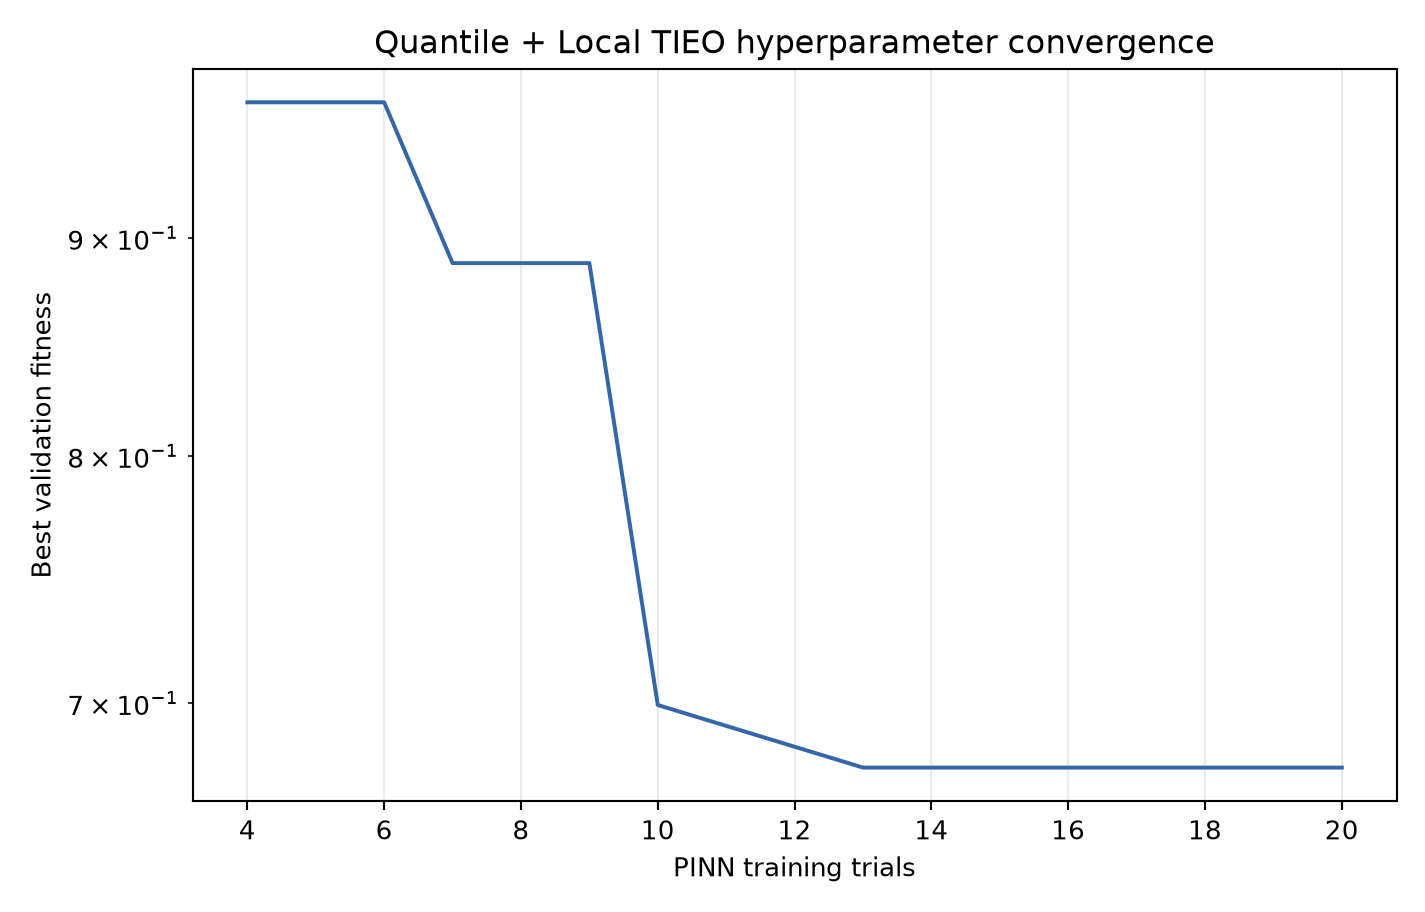 Quantile + Local TIEO hyperparameter convergence
Best validation fitness
9 × 10⁻¹
8 × 10⁻¹
7 × 10⁻¹
4 6 8 10 12 14 16 18 20
PINN training trials